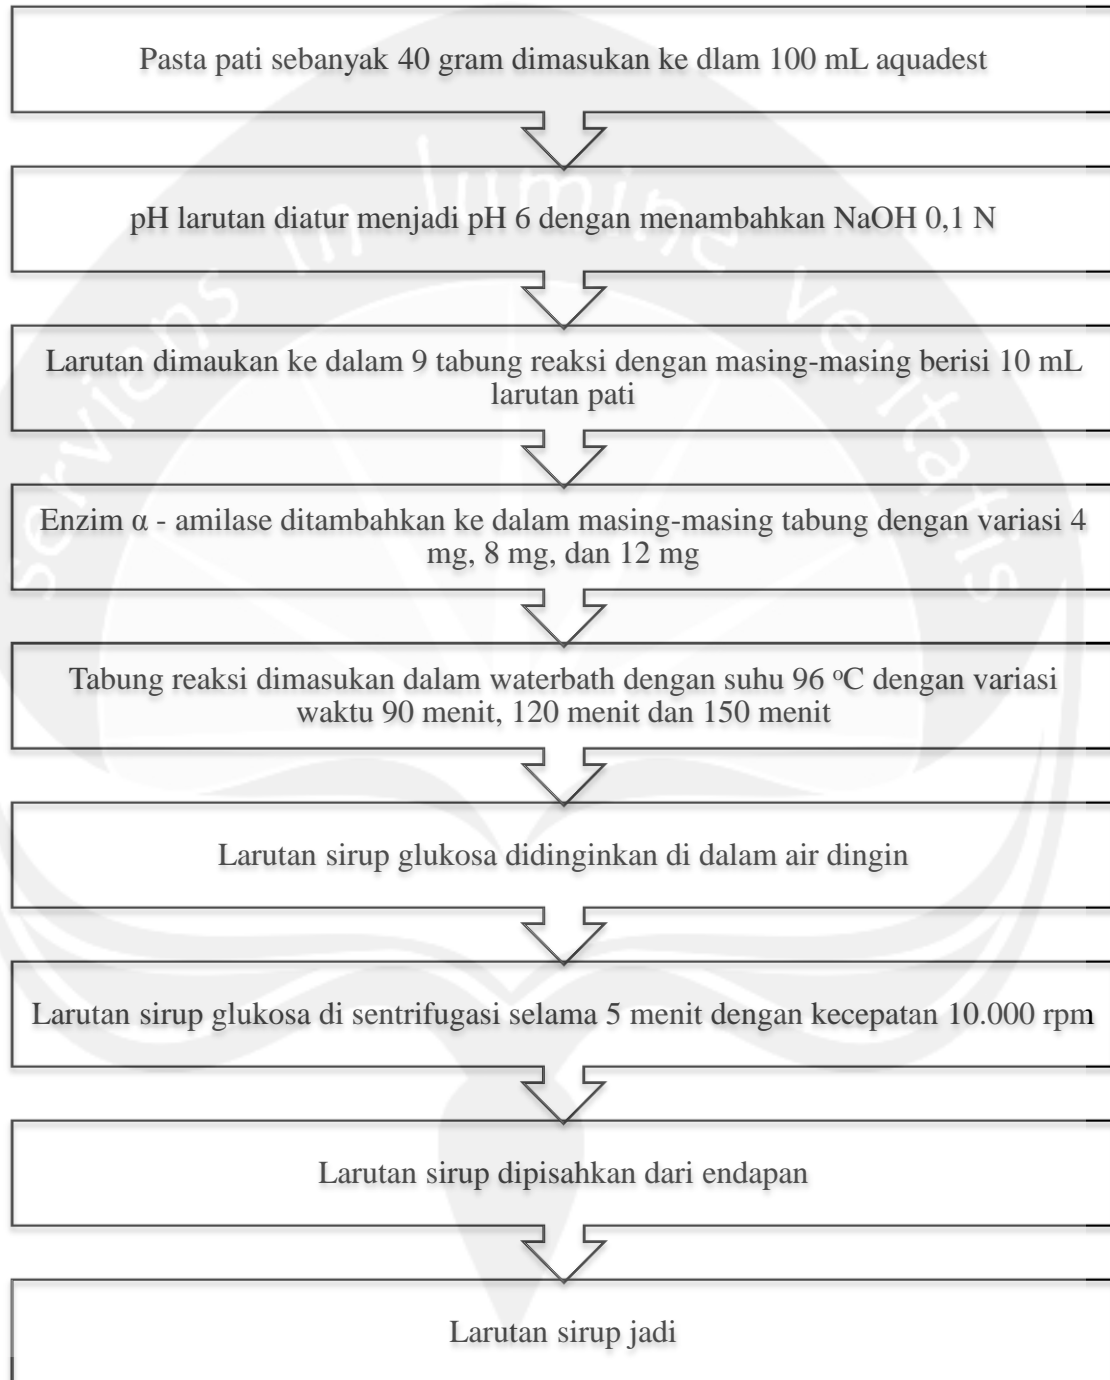 Pasta pati sebanyak 40 gram dimasukan ke dlam 100 mL aquadest
pH larutan diatur menjadi pH 6 dengan menambahkan NaOH 0,1 N
Larutan dimaukan ke dalam 9 tabung reaksi dengan masing-masing berisi 10 mL
larutan pati
Enzim α - amilase ditambahkan ke dalam masing-masing tabung dengan variasi 4
mg, 8 mg, dan 12 mg
Tabung reaksi dimasukan dalam waterbath dengan suhu 96 °C dengan variasi
waktu 90 menit, 120 menit dan 150 menit
Larutan sirup glukosa didinginkan di dalam air dingin
Larutan sirup glukosa di sentrifugasi selama 5 menit dengan kecepatan 10.000 rpm
Larutan sirup dipisahkan dari endapan
Larutan sirup jadi
serviens in lumine veritatis